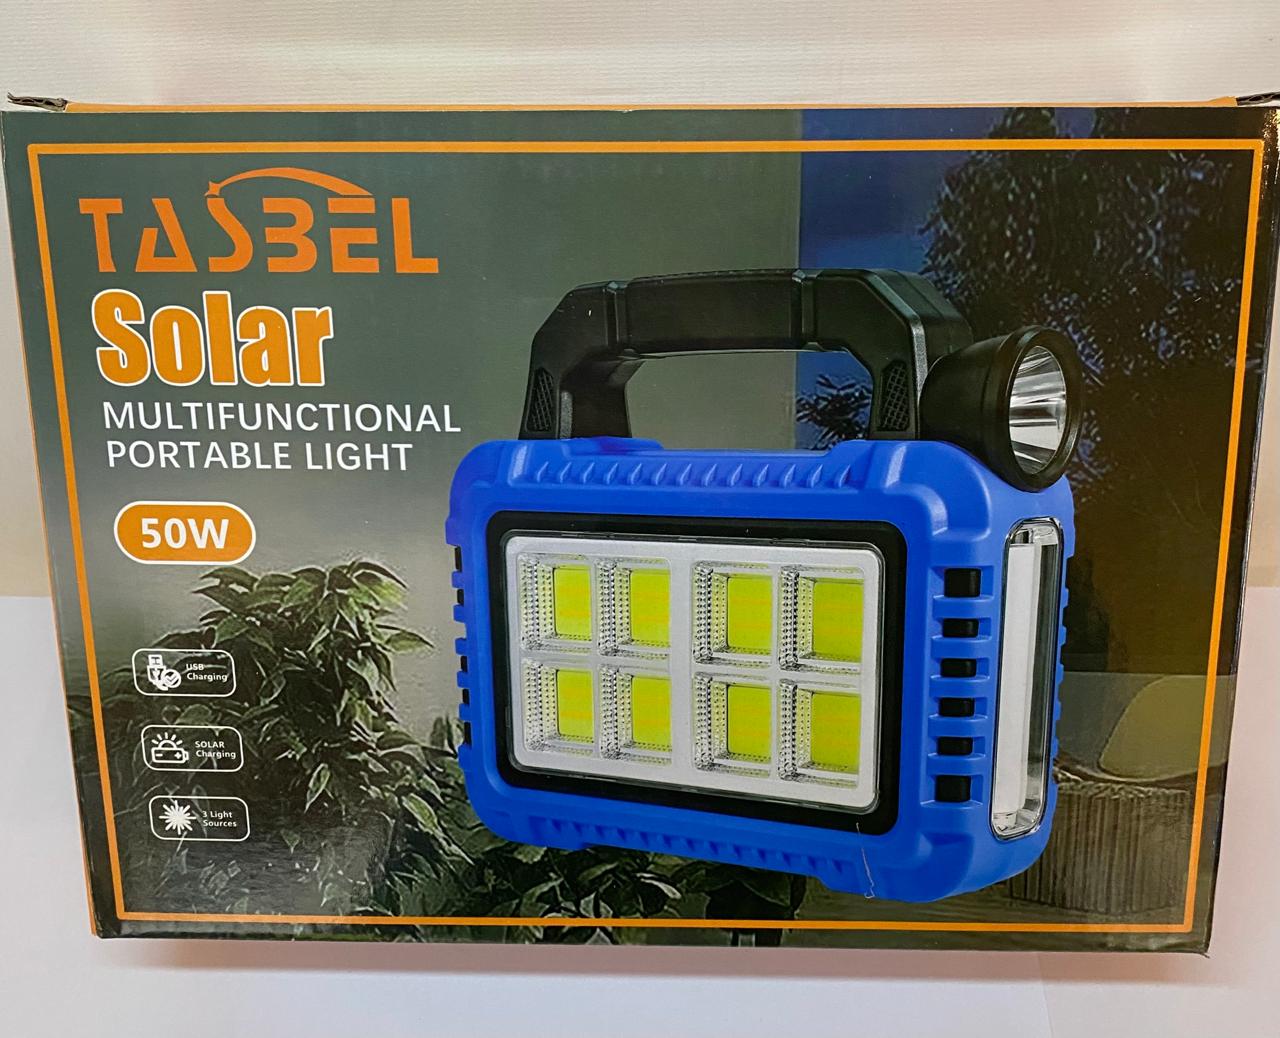 TASBEL
Solar
MULTIFUNCTIONAL
PORTABLE LIGHT
50W
USB
Charging
SOLAR
Charging
3 Light
Sources